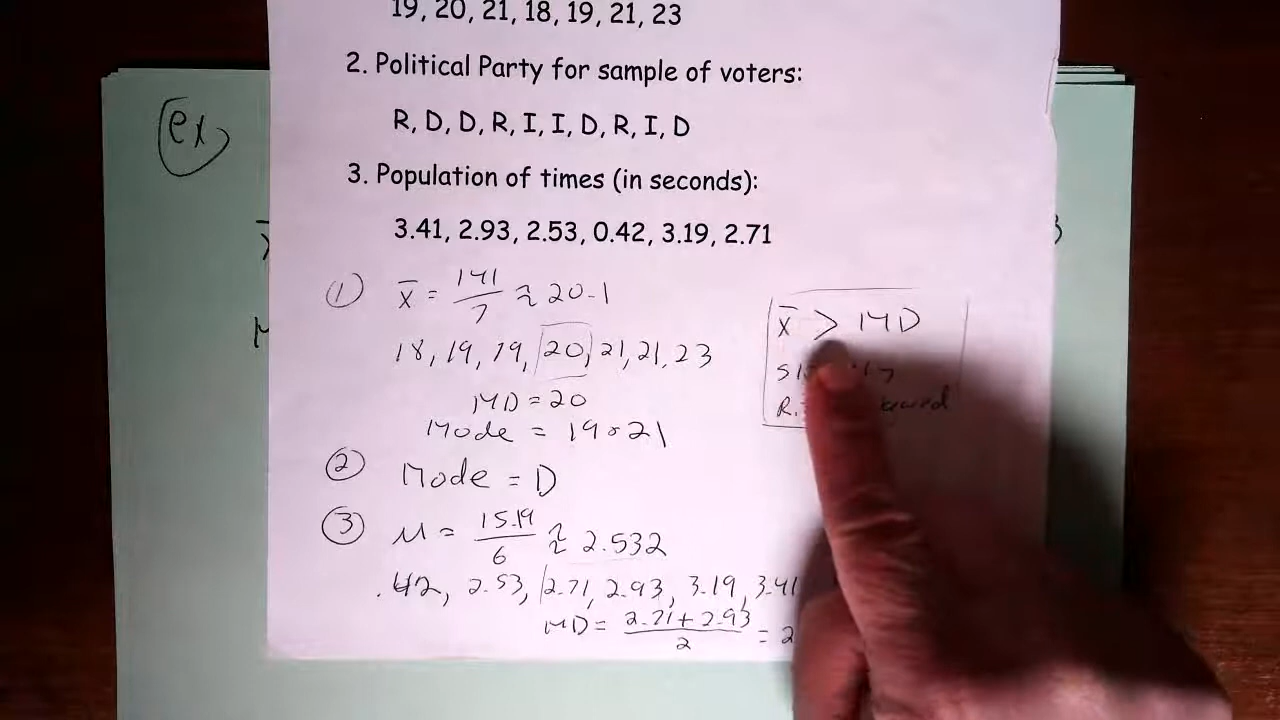 19, 20, 21, 18, 19, 21, 23
2. Political Party for sample of voters:
R, D, D, R, I, I, D, R, I, D
3. Population of times (in seconds):
3.41, 2.93, 2.53, 0.42, 3.19, 2.71
ex
① x̄ = 141/7 ≈ 20.1
18, 19, 19, 20, 21, 21, 23
MD = 20
Mode = 19 & 21
x̄ > MD
② Mode = D
③ μ = 15.19/6 ≈ 2.532
.42, 2.53, 2.71, 2.93, 3.19, 3.41
MD = 2.71 + 2.93/2 = 2